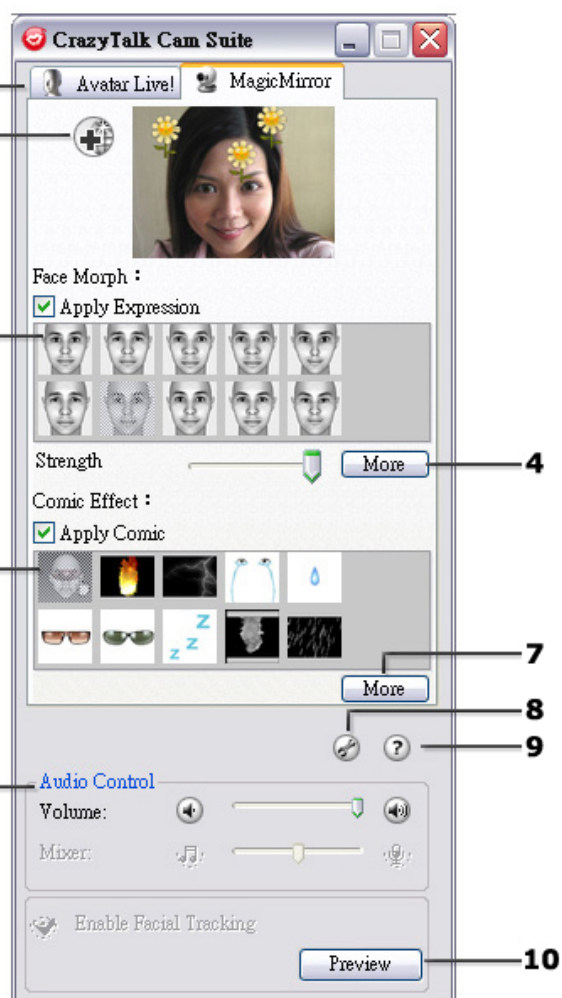 CrazyTalk Cam Suite
Avatar Live! MagicMirror
Face Morph :
Apply Expression
Strength More 4
Comic Effect :
Apply Comic
z
z
Z
7
More
8
? 9
Audio Control
Volume:
Mixer:
Enable Facial Tracking
Preview 10